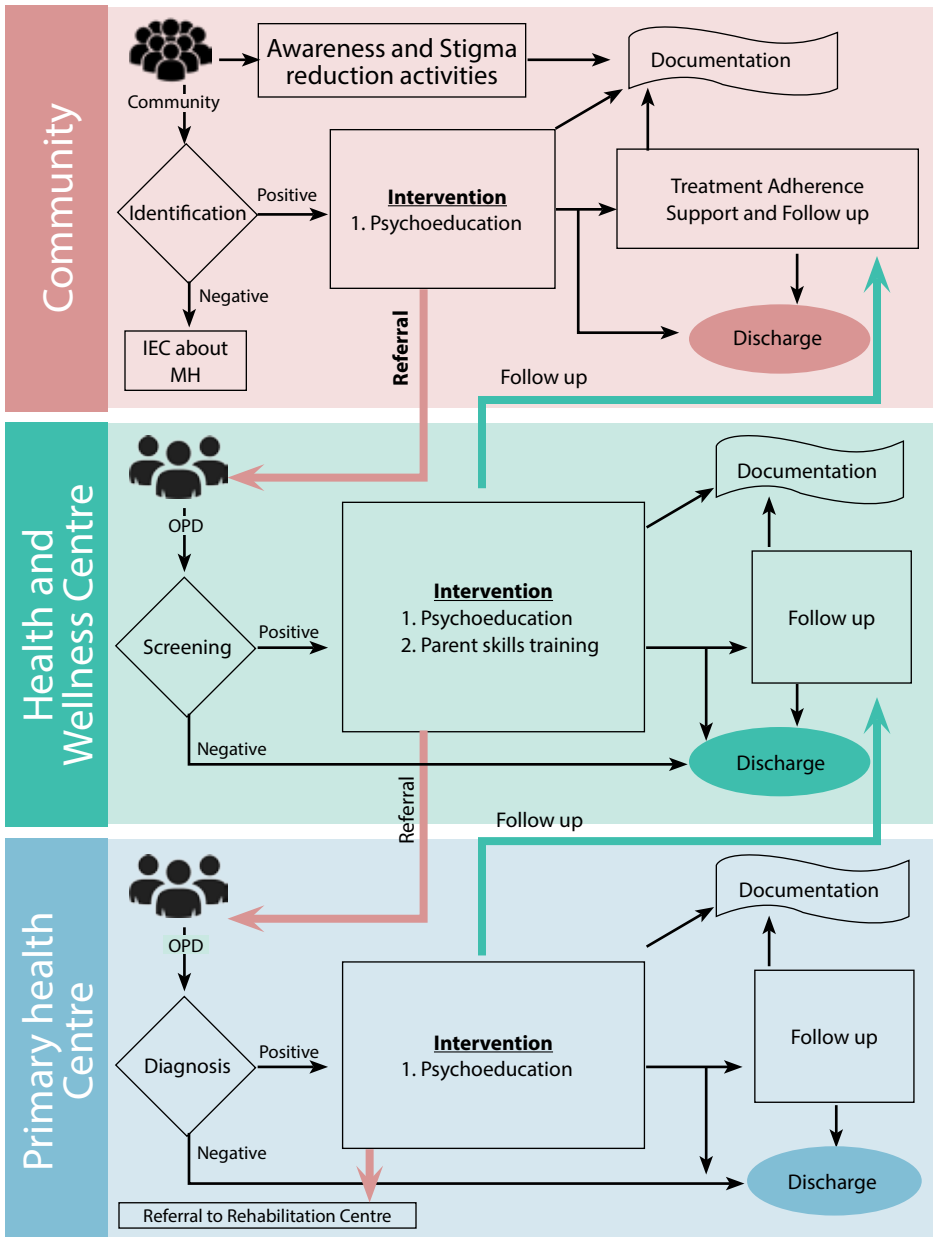 Community
Awareness and Stigma
reduction activities
Documentation
Community
Identification
Positive
Intervention
1. Psychoeducation
Treatment Adherence
Support and Follow up
Negative
IEC about
MH
Referral
Discharge
Follow up
Health and
Wellness Centre
OPD
Documentation
Screening
Positive
Intervention
1. Psychoeducation
2. Parent skills training
Follow up
Negative
Discharge
Referral
Follow up
Primary health
Centre
OPD
Documentation
Diagnosis
Positive
Intervention
1. Psychoeducation
Follow up
Negative
Discharge
Referral to Rehabilitation Centre